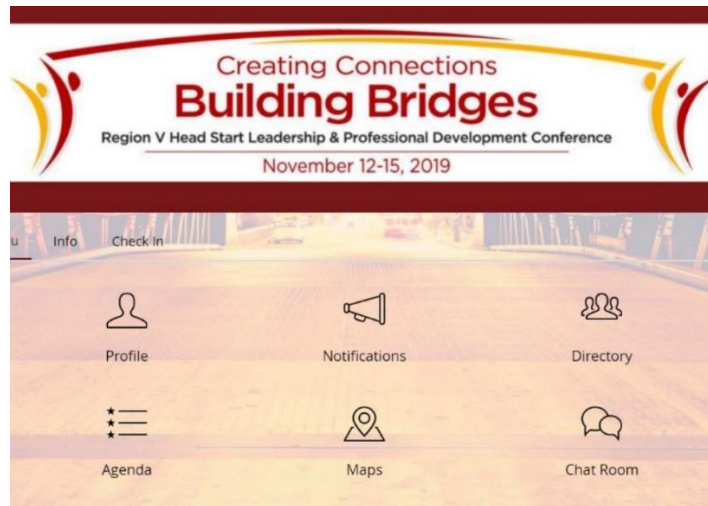 Creating Connections
Building Bridges
Region V Head Start Leadership & Professional Development Conference
November 12-15, 2019
u Info Check In
Profile Notifications Directory
Agenda Maps Chat Room